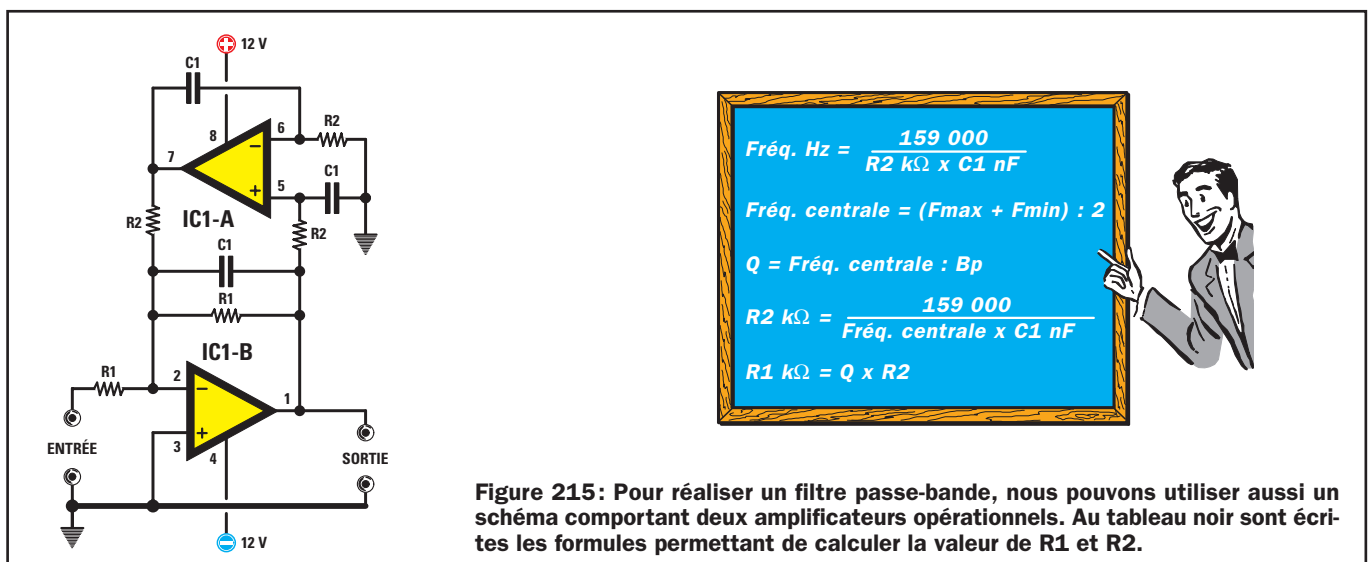 12 V
C1
8
6
R2
7
C1
5
IC1-A
R2
R2
C1
R1
IC1-B
R1
2
1
3
4
ENTRÉE
SORTIE
12 V
Fréq. Hz = 159 000
R2 kΩ x C1 nF
Fréq. centrale = (Fmax + Fmin) : 2
Q = Fréq. centrale : Bp
R2 kΩ = 159 000
Fréq. centrale x C1 nF
R1 kΩ = Q x R2
Figure 215: Pour réaliser un filtre passe-bande, nous pouvons utiliser aussi un
schéma comportant deux amplificateurs opérationnels. Au tableau noir sont écri-
tes les formules permettant de calculer la valeur de R1 et R2.